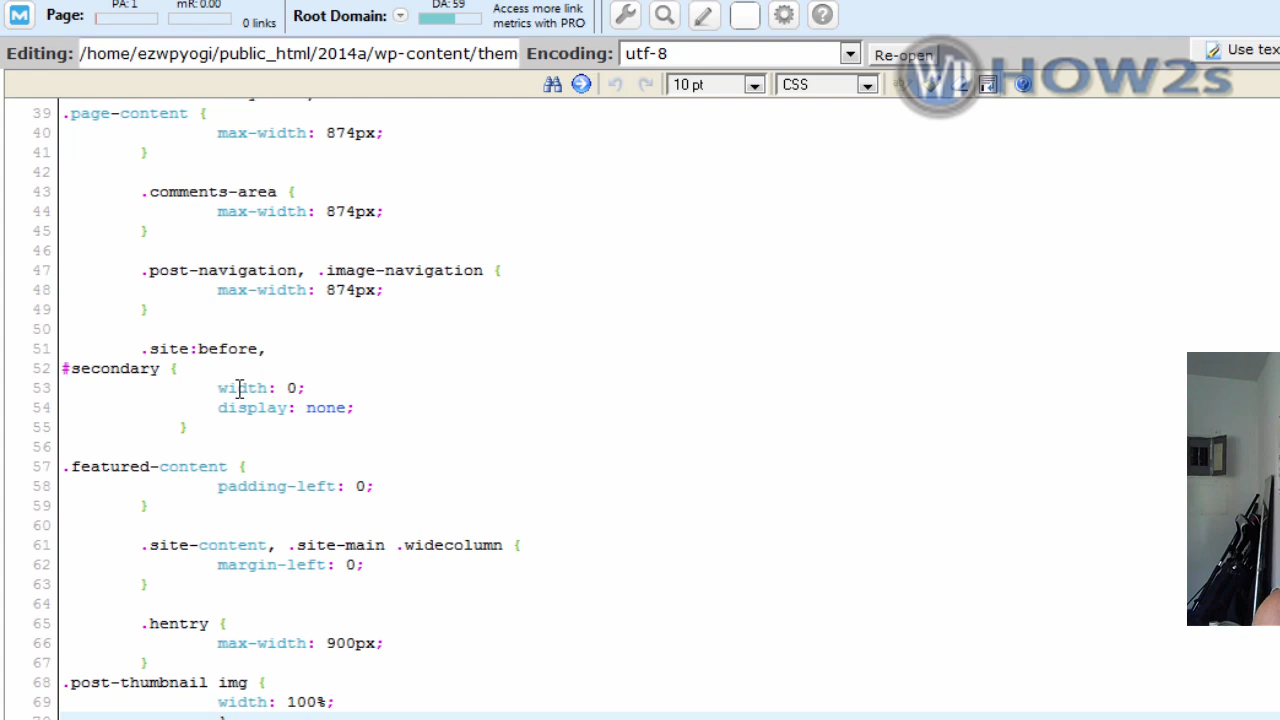 M Page: PA: 1 mR: 0.00 0 links Root Domain: DA: 59 Access more link metrics with PRO
Editing: /home/ezwpyogi/public_html/2014a/wp-content/them Encoding: utf-8 Re-open Use tex
10 pt CSS
WP HOW2s
39 .page-content {
40 max-width: 874px;
41 }
42
43 .comments-area {
44 max-width: 874px;
45 }
46
47 .post-navigation, .image-navigation {
48 max-width: 874px;
49 }
50
51 .site:before,
52 #secondary {
53 width: 0;
54 display: none;
55 }
56
57 .featured-content {
58 padding-left: 0;
59 }
60
61 .site-content, .site-main .widecolumn {
62 margin-left: 0;
63 }
64
65 .hentry {
66 max-width: 900px;
67 }
68 .post-thumbnail img {
69 width: 100%;
70 }